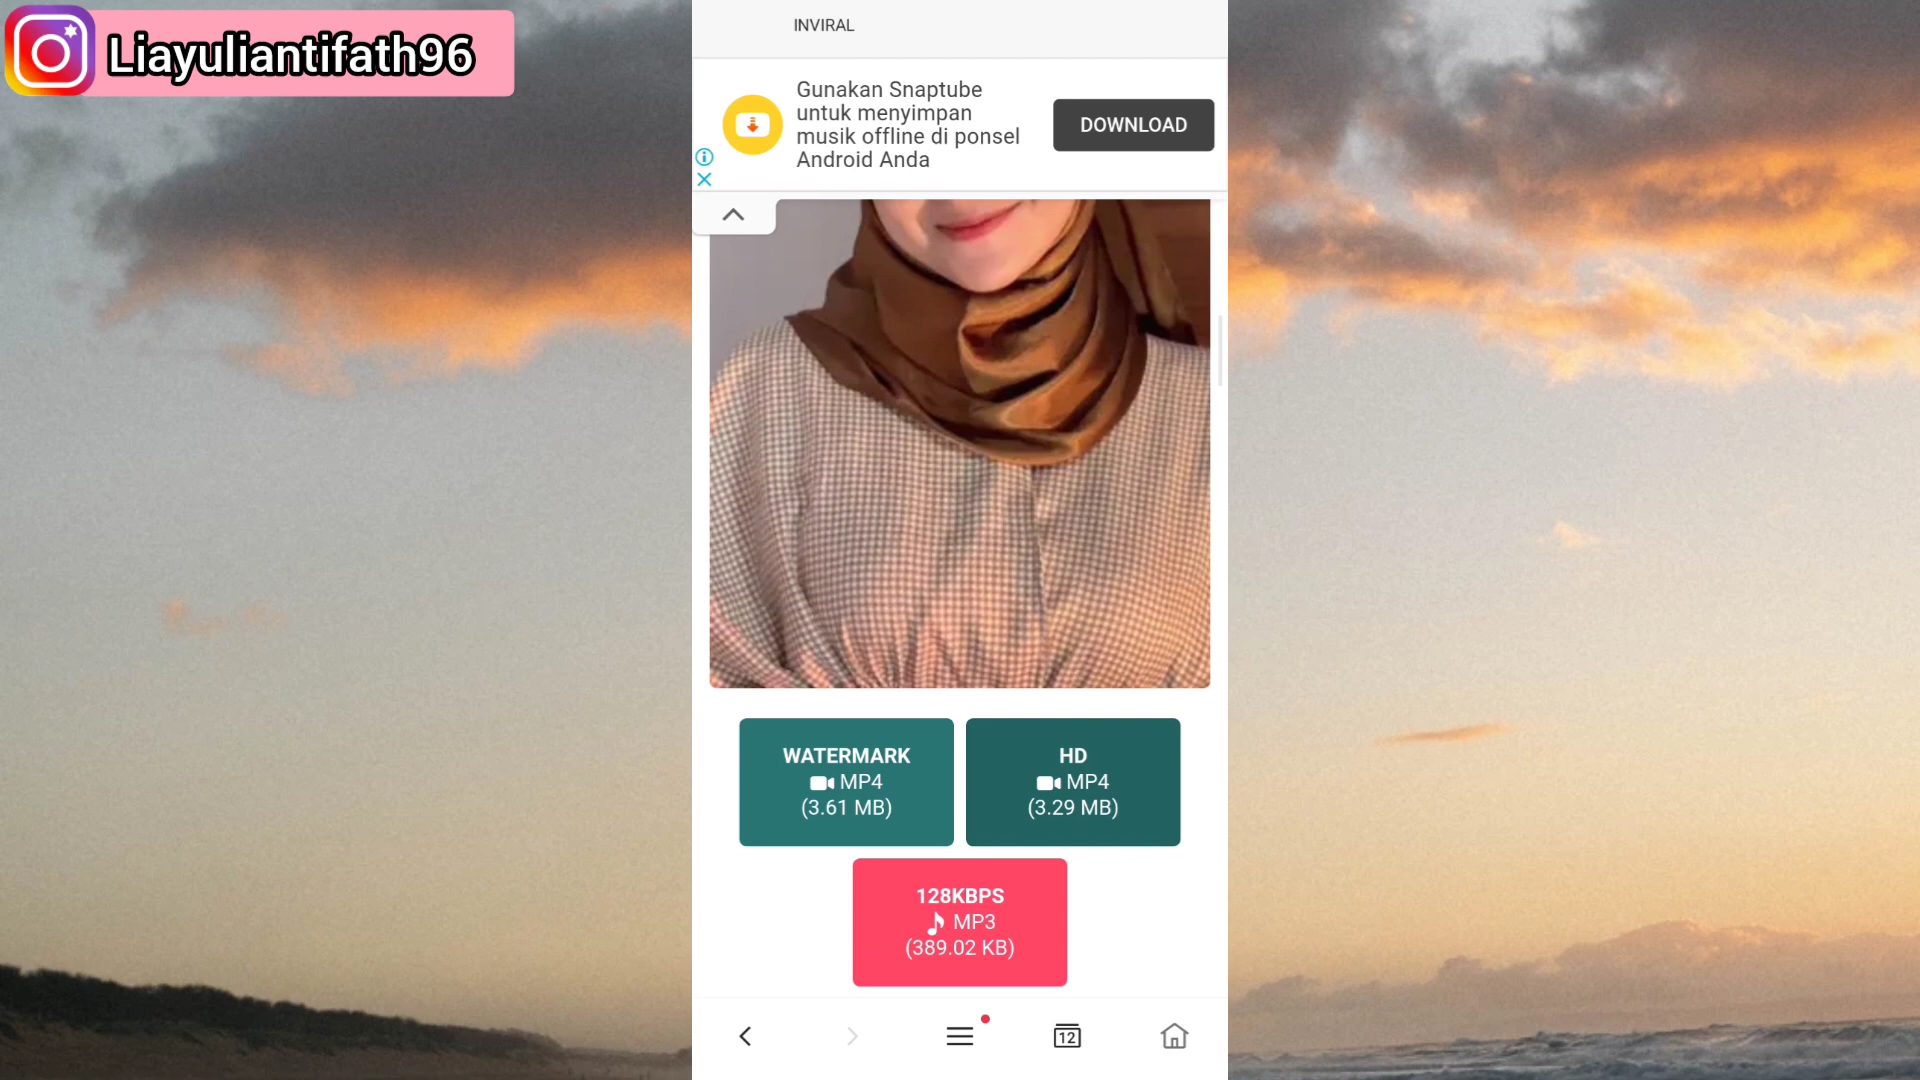 Liayuliantifath96
INVIRAL
Gunakan Snaptube
untuk menyimpan
musik offline di ponsel
Android Anda
DOWNLOAD
WATERMARK
MP4
(3.61 MB)
HD
MP4
(3.29 MB)
128KBPS
MP3
(389.02 KB)
12